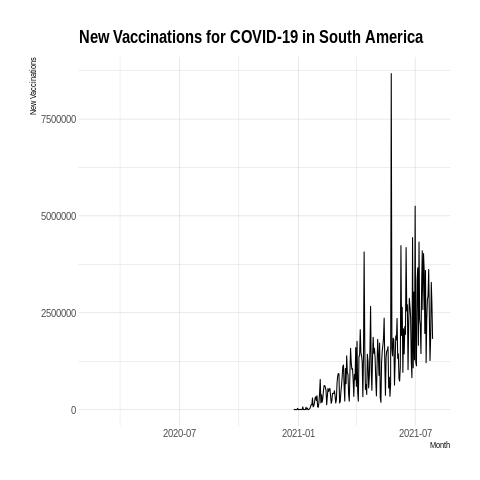 New Vaccinations for COVID-19 in South America
New Vaccinations
7500000
5000000
2500000
0
2020-07
2021-01
2021-07
Month